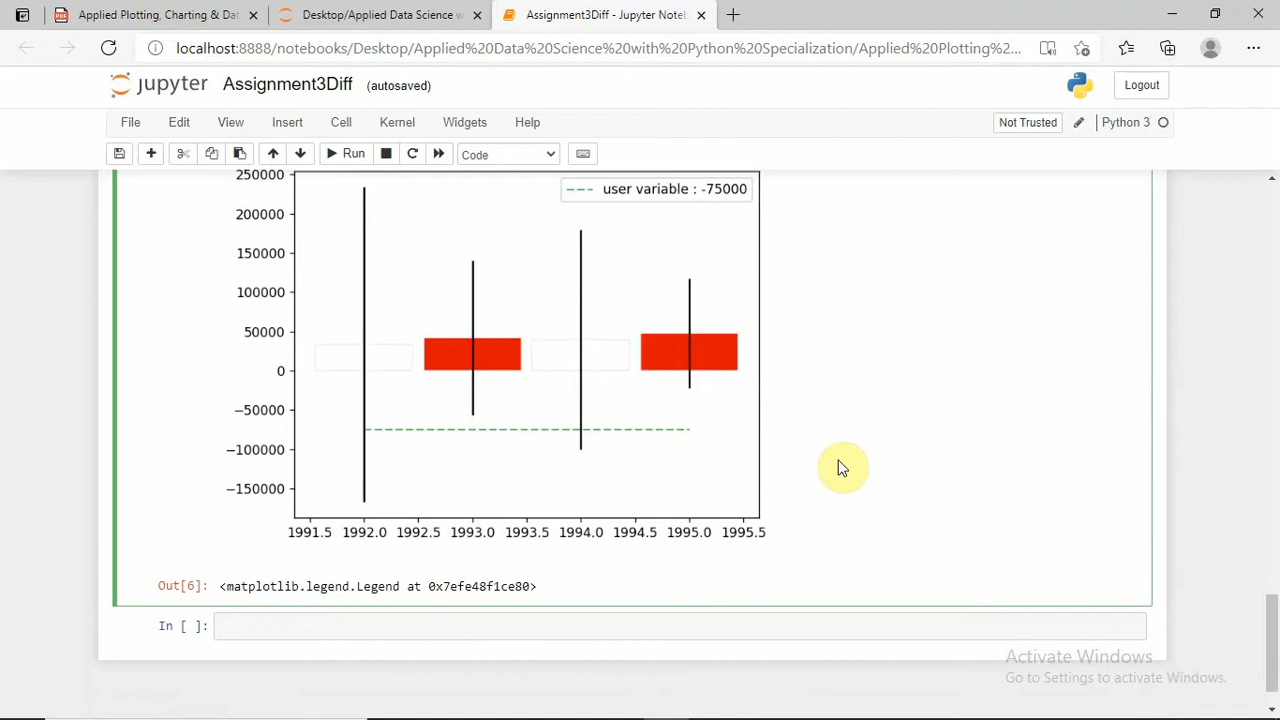 Applied Plotting, Charting & Dat
Desktop/Applied Data Science w
Assignment3Diff - Jupyter Noteb
localhost:8888/notebooks/Desktop/Applied%20Data%20Science%20with%20Python%20Specialization/Applied%20Plotting%2...
jupyter Assignment3Diff (autosaved)
Logout
File Edit View Insert Cell Kernel Widgets Help
Not Trusted
Python 3
Run
Code
250000
user variable : -75000
200000
150000
100000
50000
0
−50000
−100000
−150000
1991.5 1992.0 1992.5 1993.0 1993.5 1994.0 1994.5 1995.0 1995.5
Out[6]: <matplotlib.legend.Legend at 0x7efe48f1ce80>
In [ ]:
Activate Windows
Go to Settings to activate Windows.